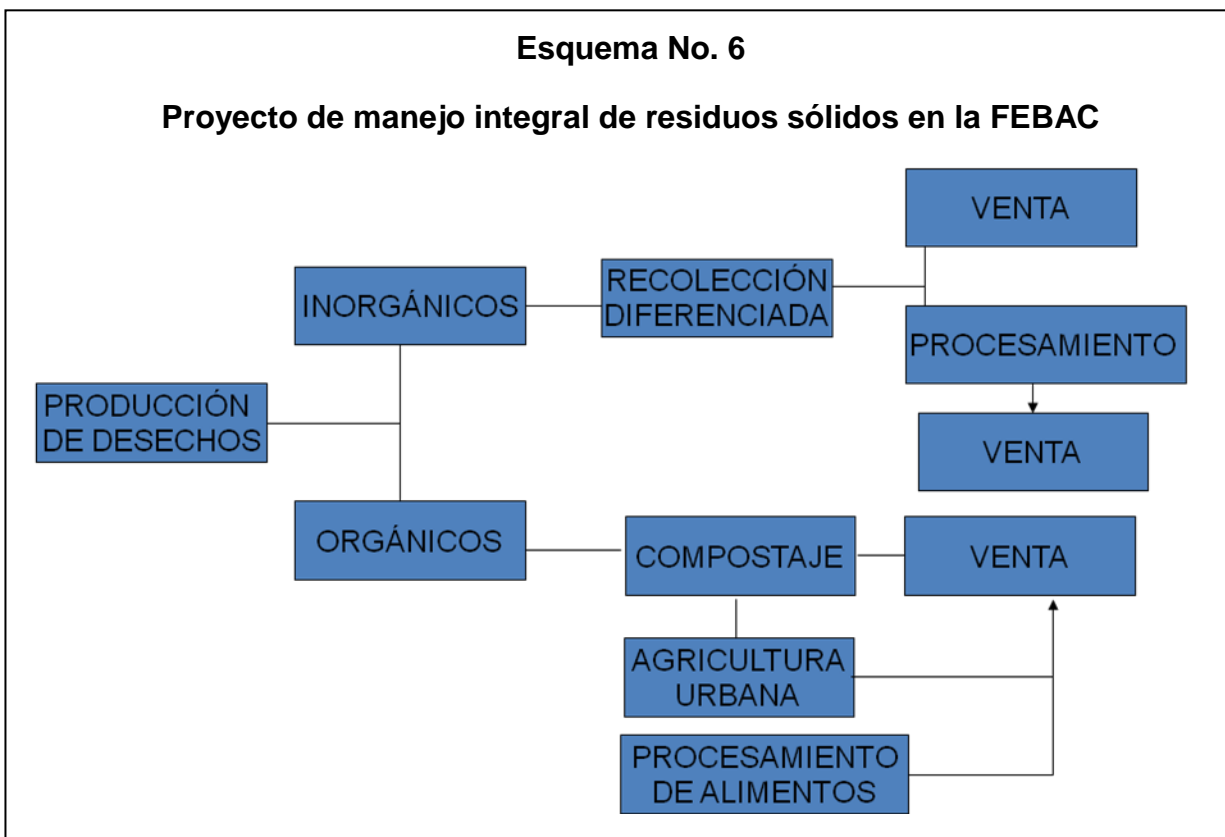 Esquema No. 6
Proyecto de manejo integral de residuos sólidos en la FEBAC
VENTA
INORGÁNICOS
RECOLECCIÓN
DIFERENCIADA
PROCESAMIENTO
PRODUCCIÓN
DE DESECHOS
VENTA
ORGÁNICOS
COMPOSTAJE
VENTA
AGRICULTURA
URBANA
PROCESAMIENTO
DE ALIMENTOS